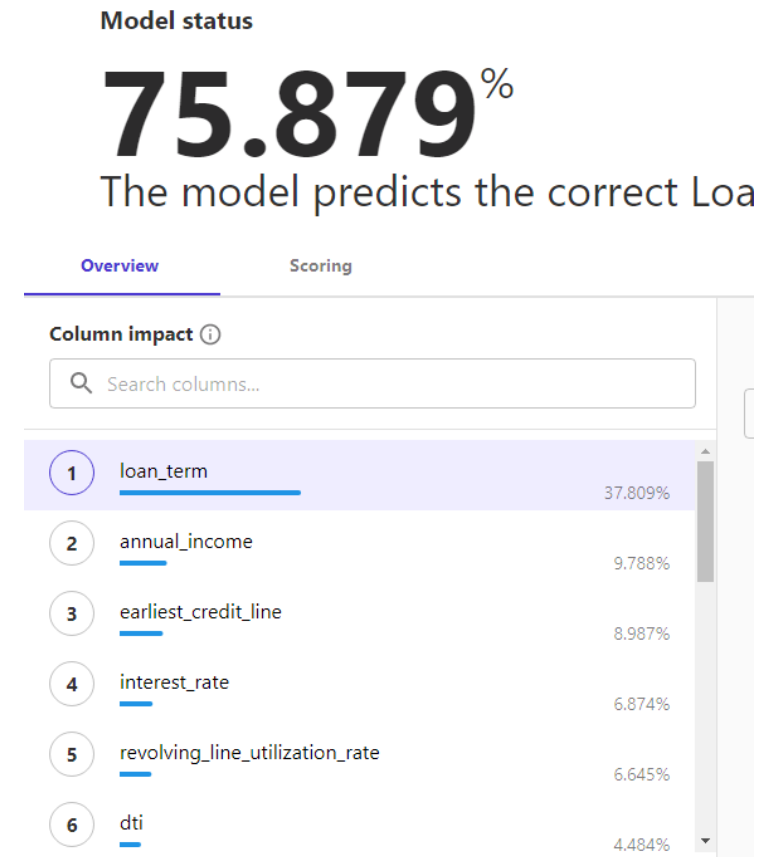 Model status
75.879%
The model predicts the correct Loa
Overview Scoring
Column impact
Search columns...
1 loan_term
37.809%
2 annual_income
9.788%
3 earliest_credit_line
8.987%
4 interest_rate
6.874%
5 revolving_line_utilization_rate
6.645%
6 dti
4.484%